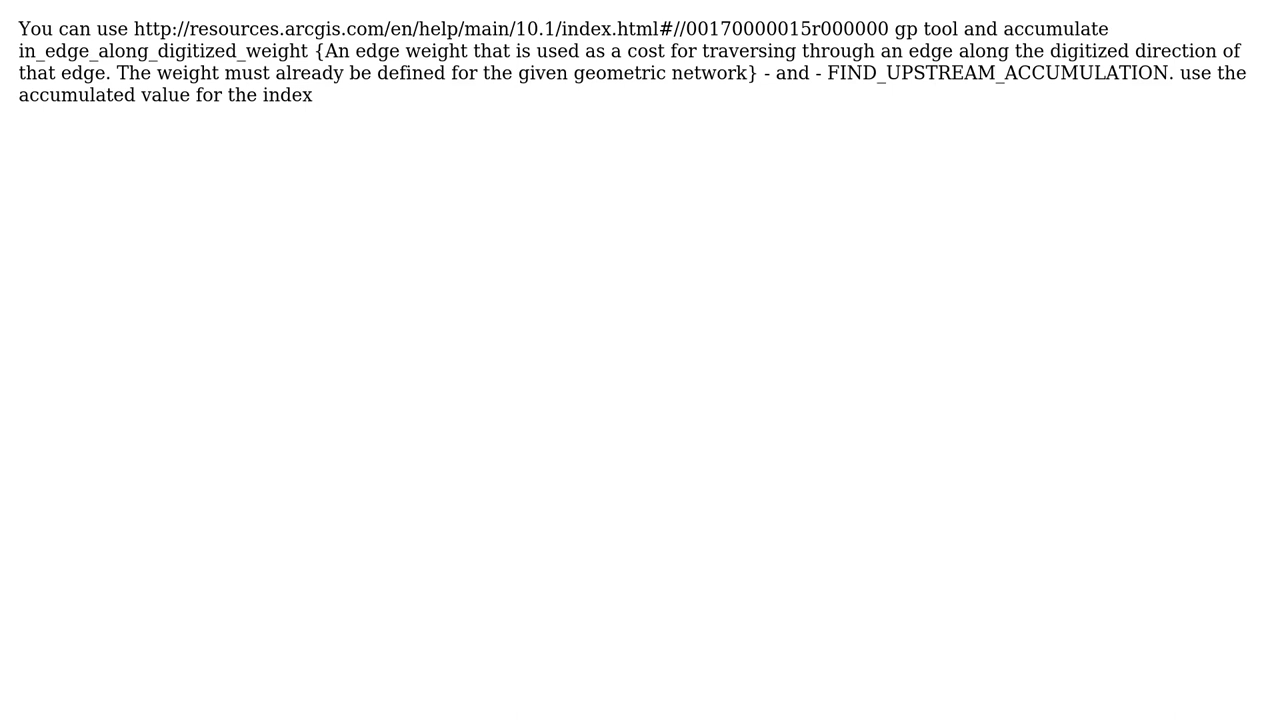 You can use http://resources.arcgis.com/en/help/main/10.1/index.html#//00170000015r000000 gp tool and accumulate
in_edge_along_digitized_weight {An edge weight that is used as a cost for traversing through an edge along the digitized direction of
that edge. The weight must already be defined for the given geometric network} - and - FIND_UPSTREAM_ACCUMULATION. use the
accumulated value for the index